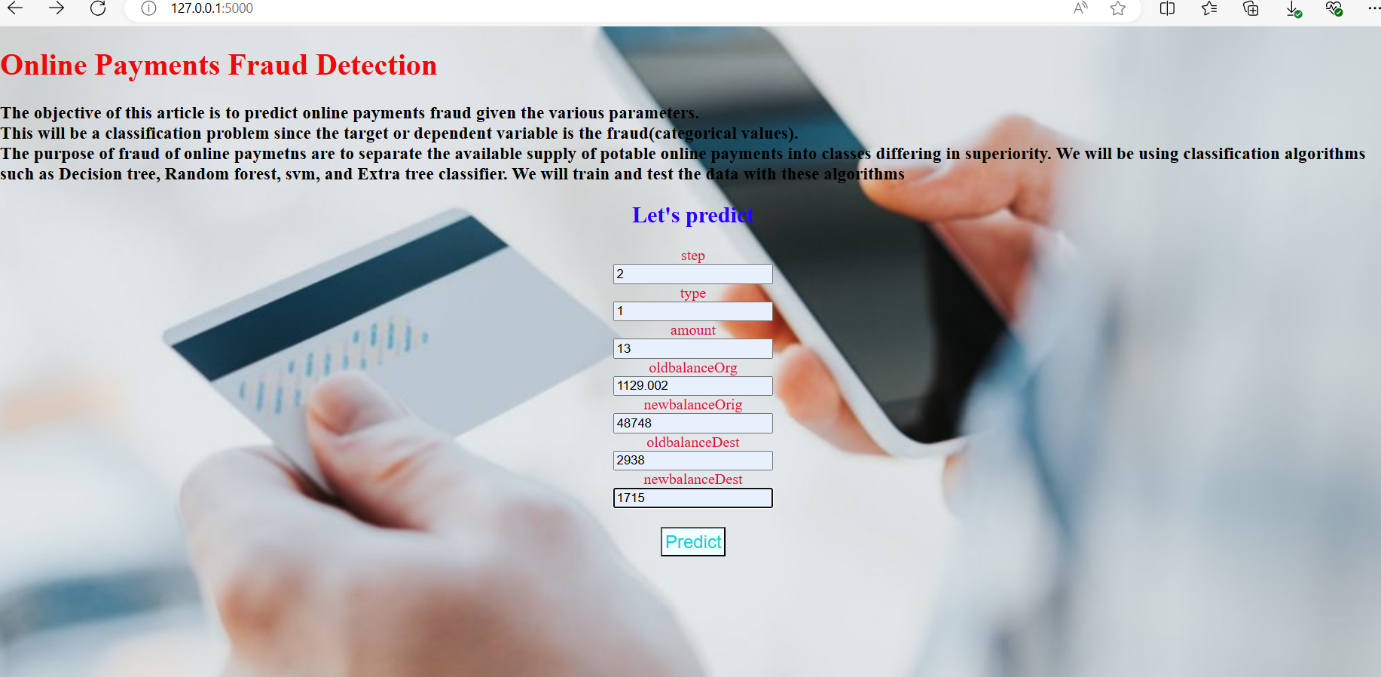 127.0.0.1:5000
Online Payments Fraud Detection
The objective of this article is to predict online payments fraud given the various parameters.
This will be a classification problem since the target or dependent variable is the fraud(categorical values).
The purpose of fraud of online paymetns are to separate the available supply of potable online payments into classes differing in superiority. We will be using classification algorithms
such as Decision tree, Random forest, svm, and Extra tree classifier. We will train and test the data with these algorithms
Let's predict
step
2
type
1
amount
13
oldbalanceOrg
1129.002
newbalanceOrig
48748
oldbalanceDest
2938
newbalanceDest
1715
Predict